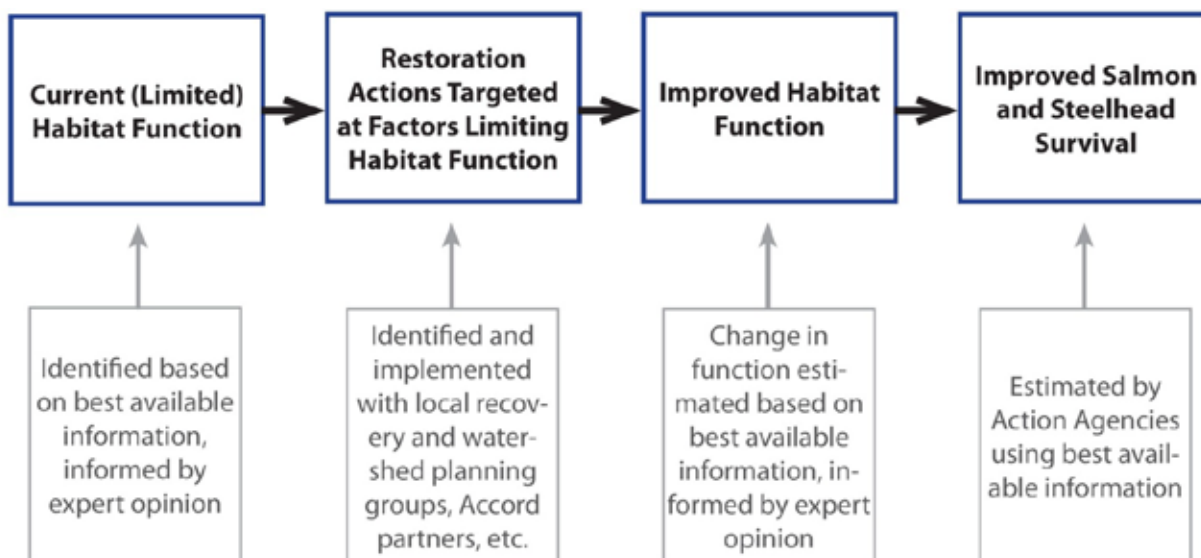 Current (Limited)
Habitat Function
Restoration
Actions Targeted
at Factors Limiting
Habitat Function
Improved Habitat
Function
Improved Salmon
and Steelhead
Survival
Identified based
on best available
information,
informed by
expert opinion
Identified and
implemented
with local recov-
ery and water-
shed planning
groups, Accord
partners, etc.
Change in
function esti-
mated based on
best available
information, in-
formed by expert
opinion
Estimated by
Action Agencies
using best avail-
able information